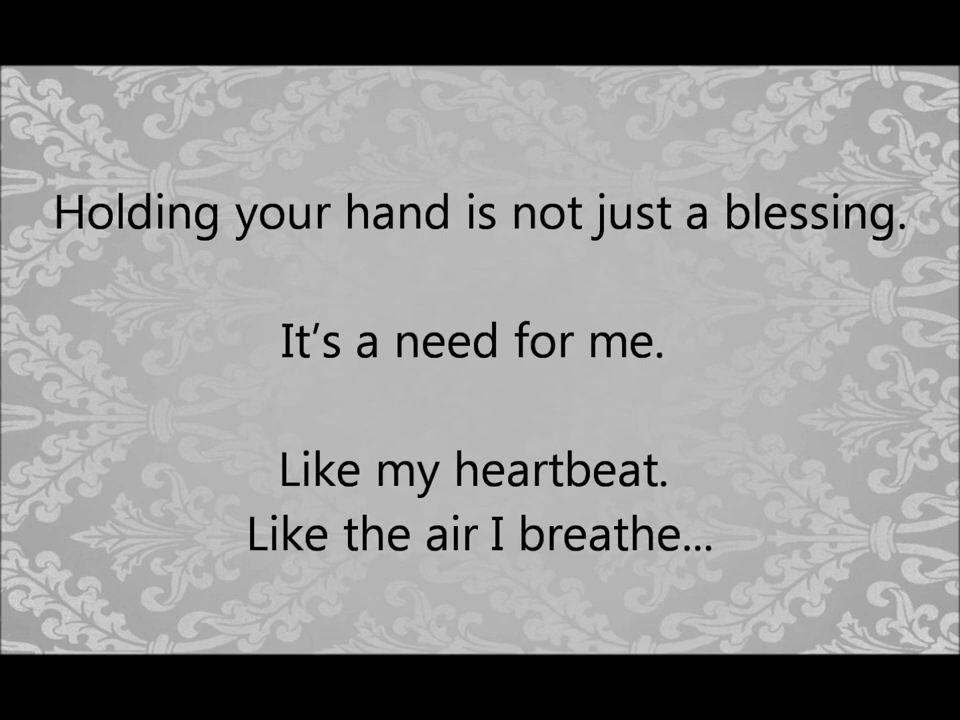 Holding your hand is not just a blessing.
It’s a need for me.
Like my heartbeat.
Like the air I breathe...